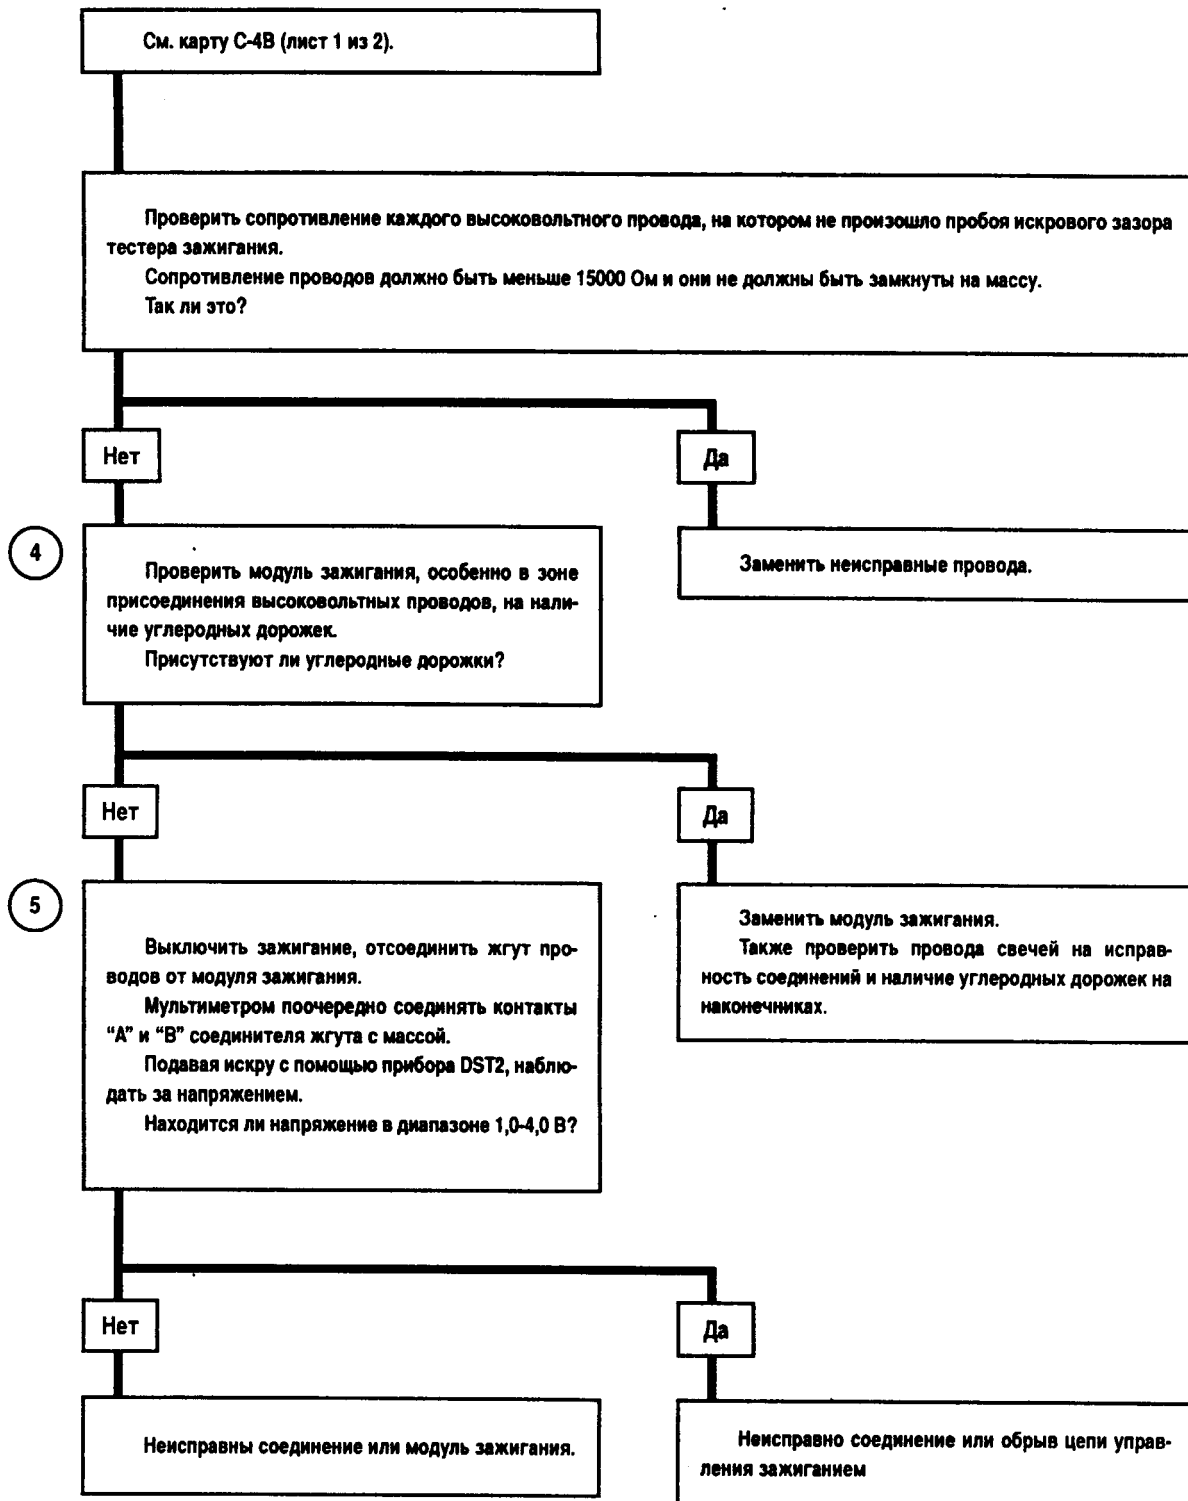 См. карту С-4В (лист 1 из 2).
Проверить сопротивление каждого высоковольтного провода, на котором не произошло пробоя искрового зазора
тестера зажигания.
Сопротивление проводов должно быть меньше 15000 Ом и они не должны быть замкнуты на массу.
Так ли это?
Нет
Да
4
Проверить модуль зажигания, особенно в зоне
присоединения высоковольтных проводов, на нали-
чие углеродных дорожек.
Присутствуют ли углеродные дорожки?
Заменить неисправные провода.
Нет
Да
5
Выключить зажигание, отсоединить жгут про-
водов от модуля зажигания.
Мультиметром поочередно соединять контакты
“А” и “В” соединителя жгута с массой.
Подавая искру с помощью прибора DST2, наблю-
дать за напряжением.
Находится ли напряжение в диапазоне 1,0-4,0 В?
Заменить модуль зажигания.
Также проверить провода свечей на исправ-
ность соединений и наличие углеродных дорожек на
наконечниках.
Нет
Да
Неисправны соединение или модуль зажигания.
Неисправно соединение или обрыв цепи управ-
ления зажиганием